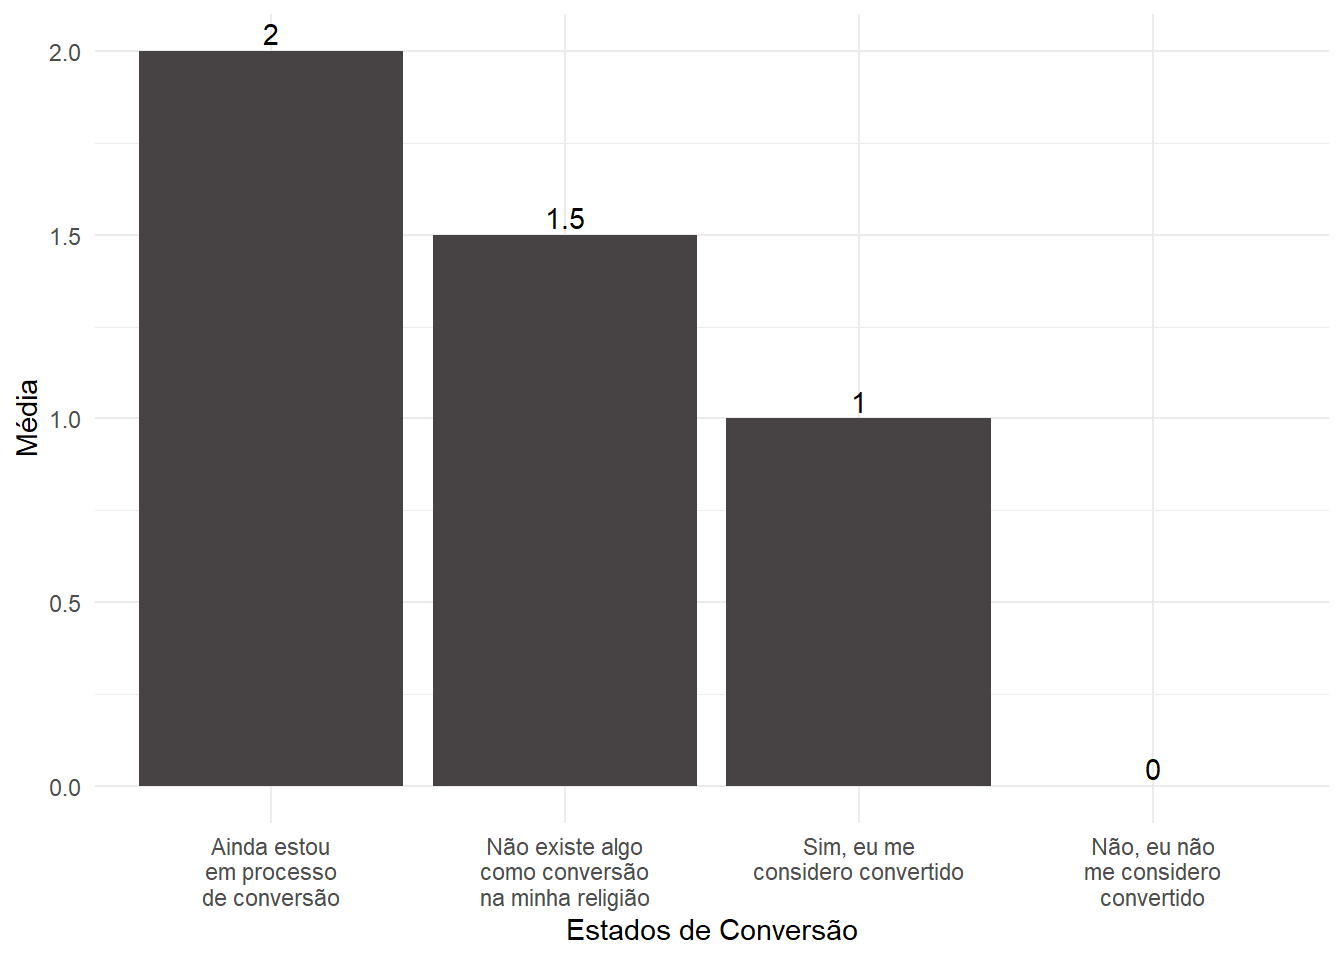 2
2.0
1.5
1.5
1
1.0
0.5
0
0.0
Média
Ainda estou
em processo
de conversão
Não existe algo
como conversão
na minha religião
Sim, eu me
considero convertido
Não, eu não
me considero
convertido
Estados de Conversão